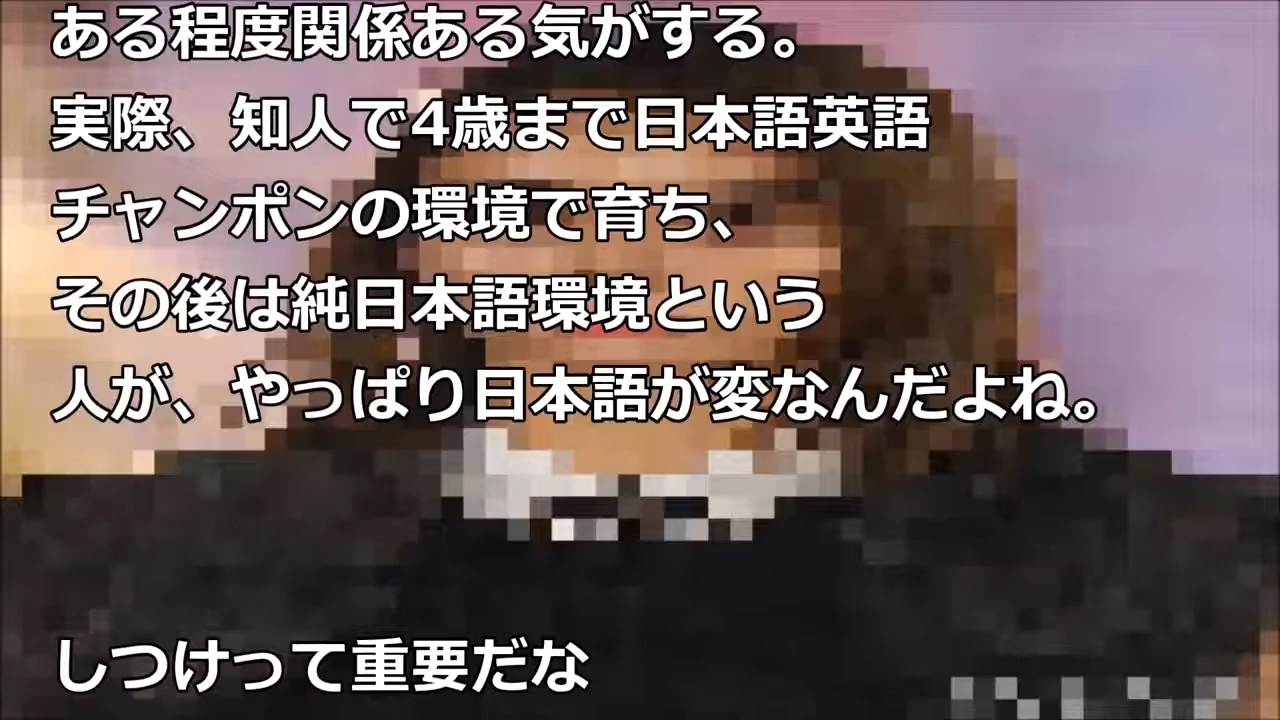 ある程度関係ある気がする。
実際、知人で4歳まで日本語英語
チャンポンの環境で育ち、
その後は純日本語環境という
人が、やっぱり日本語が変なんだよね。
しつけって重要だな